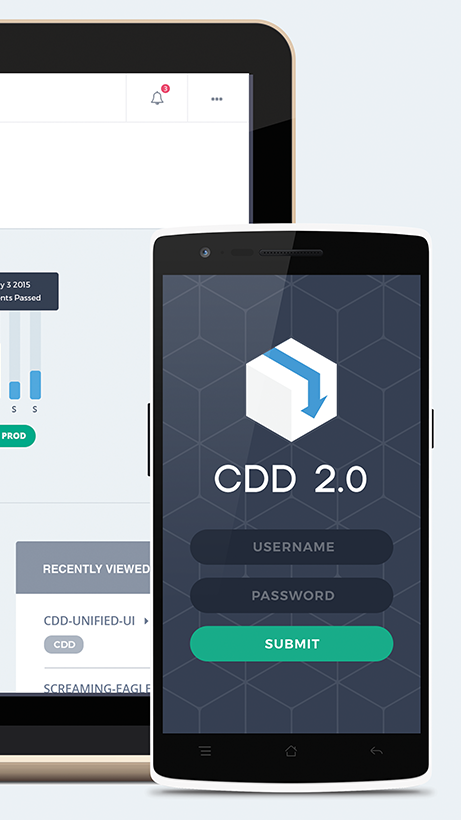 3
y 3 2015
nts Passed
S S
PROD
RECENTLY VIEWED
CDD-UNIFIED-UI
CDD
SCREAMING-EAGLE
CDD 2.0
USERNAME
PASSWORD
SUBMIT